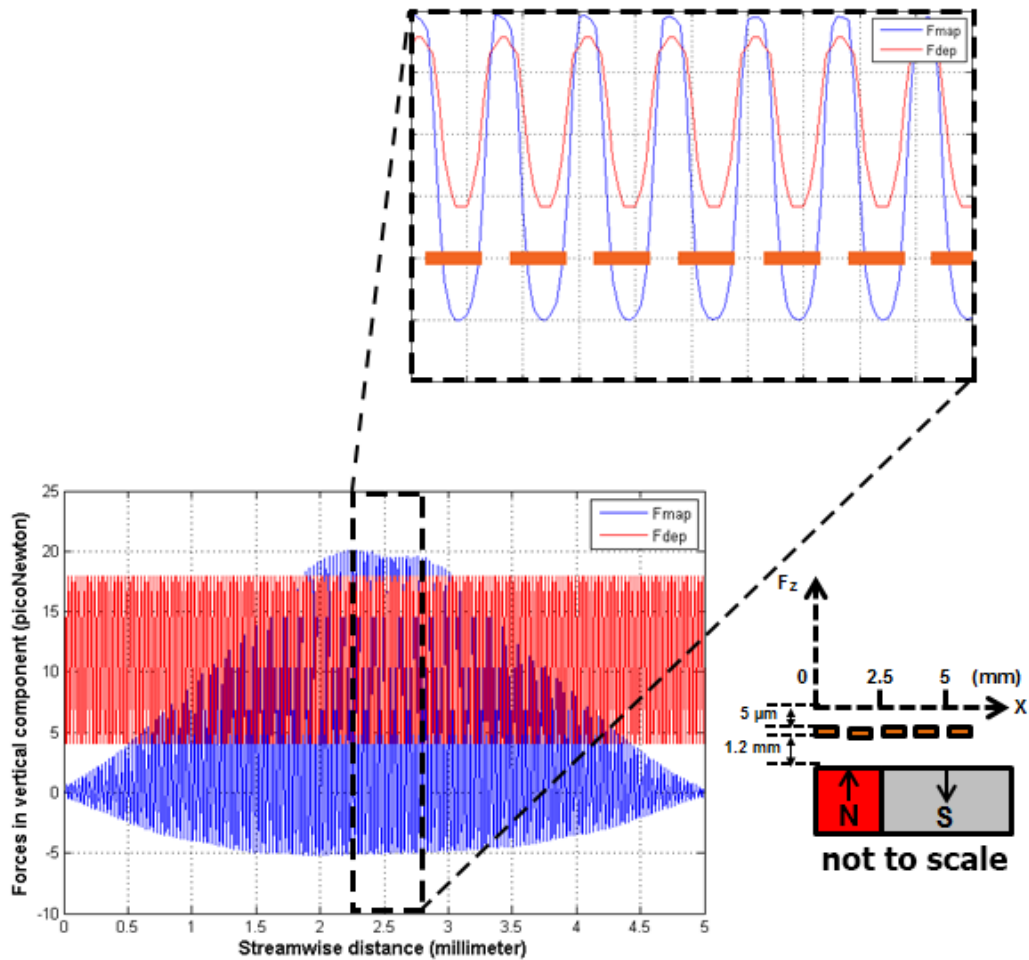 Fmap
Fdep
Forces in vertical component (picoNewton)
25
20
15
10
5
0
-5
-10
Fmap
Fdep
0 0.5 1 1.5 2 2.5 3 3.5 4 4.5 5
Streamwise distance (millimeter)
Fz
0 2.5 5 (mm)
X
5 µm
1.2 mm
N S
not to scale